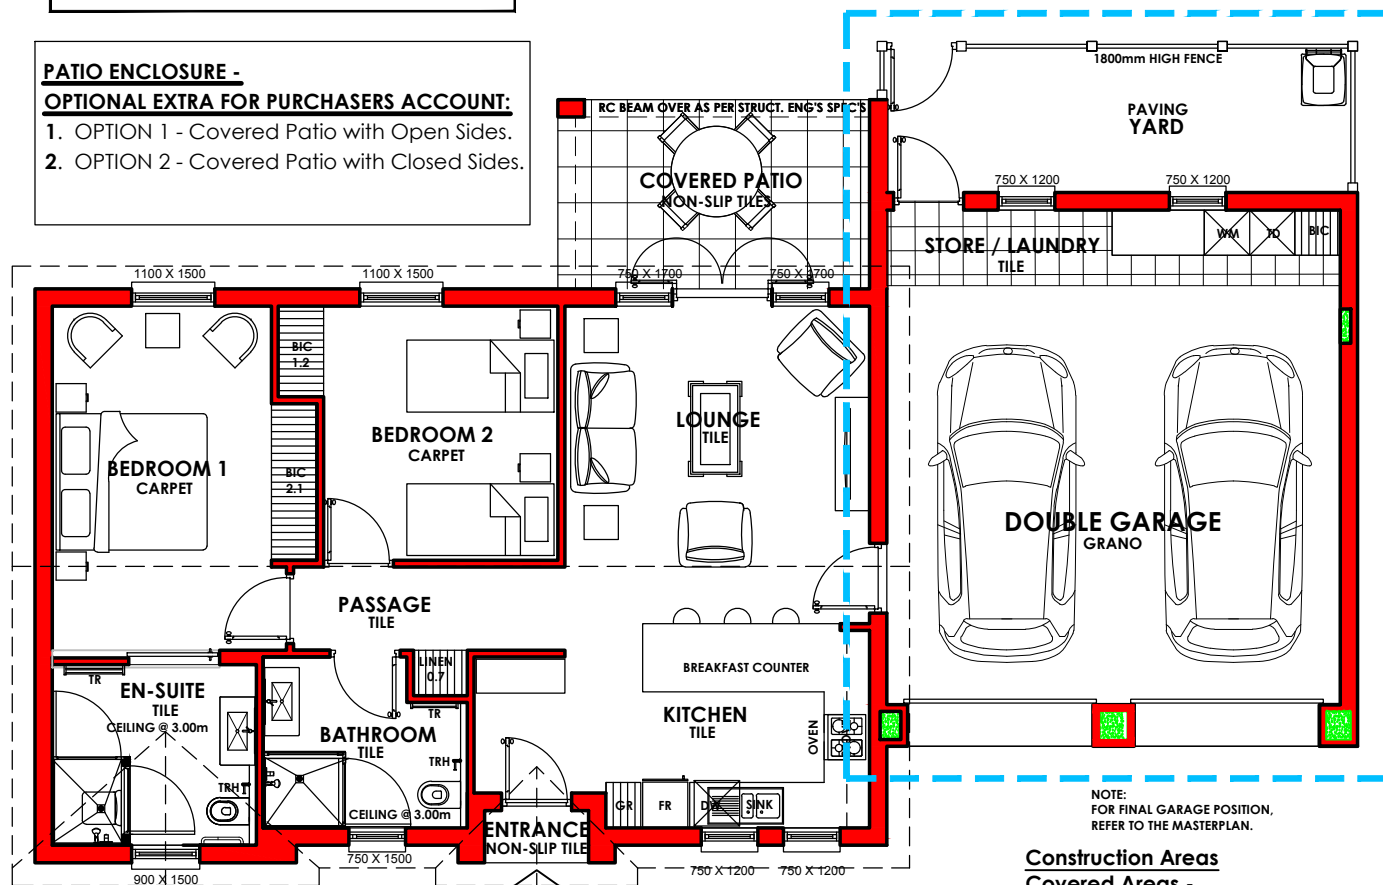 PATIO ENCLOSURE -
OPTIONAL EXTRA FOR PURCHASERS ACCOUNT:
1. OPTION 1 - Covered Patio with Open Sides.
2. OPTION 2 - Covered Patio with Closed Sides.
1800mm HIGH FENCE
PAVING
YARD
RC BEAM OVER AS PER STRUCT. ENG'S SPEC'S
COVERED PATIO
NON-SLIP TILES
750 X 1200
750 X 1200
STORE / LAUNDRY
TILE
WM
TD
BIC
1100 X 1500
1100 X 1500
750 X 1700
750 X 1700
BIC
1.2
BEDROOM 1
CARPET
BIC
2.1
BEDROOM 2
CARPET
LOUNGE
TILE
DOUBLE GARAGE
GRANO
PASSAGE
TILE
LINEN
0.7
BREAKFAST COUNTER
TR
EN-SUITE
TILE
CEILING @ 3.00m
TRH
TR
BATHROOM
TILE
TRH
CEILING @ 3.00m
KITCHEN
TILE
OVEN
GR
FR
DW
SINK
ENTRANCE
NON-SLIP TILE
900 X 1500
750 X 1500
750 X 1200
750 X 1200
NOTE:
FOR FINAL GARAGE POSITION,
REFER TO THE MASTERPLAN.
Construction Areas
Covered Areas -